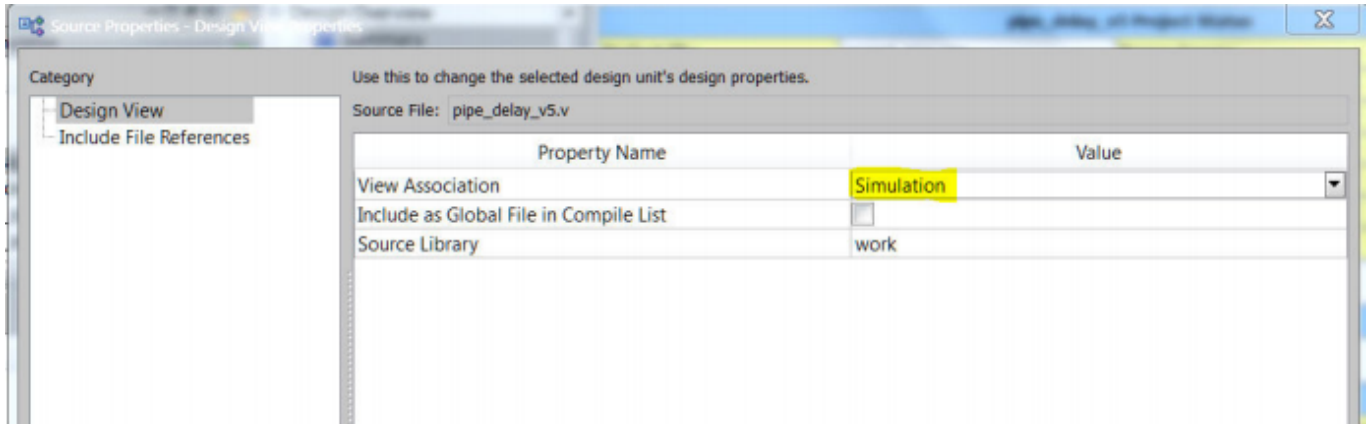 Source Properties - Design View Properties
Category
Design View
Include File References
Use this to change the selected design unit's design properties.
Source File: pipe_delay_v5.v
Property Name Value
View Association Simulation
Include as Global File in Compile List
Source Library work